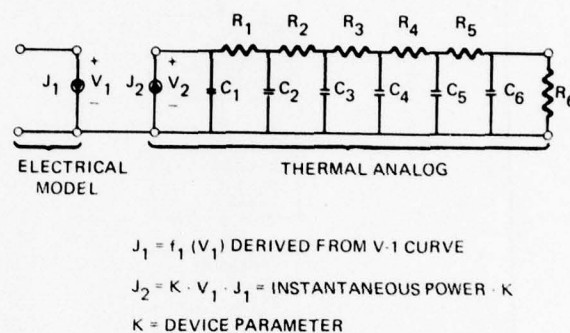 R1 R2 R3 R4 R5
+ +
J1 V1 J2 V2 C1 C2 C3 C4 C5 C6 R6
− −
ELECTRICAL MODEL
THERMAL ANALOG
J1 = f1 (V1) DERIVED FROM V-1 CURVE
J2 = K · V1 · J1 = INSTANTANEOUS POWER · K
K = DEVICE PARAMETER